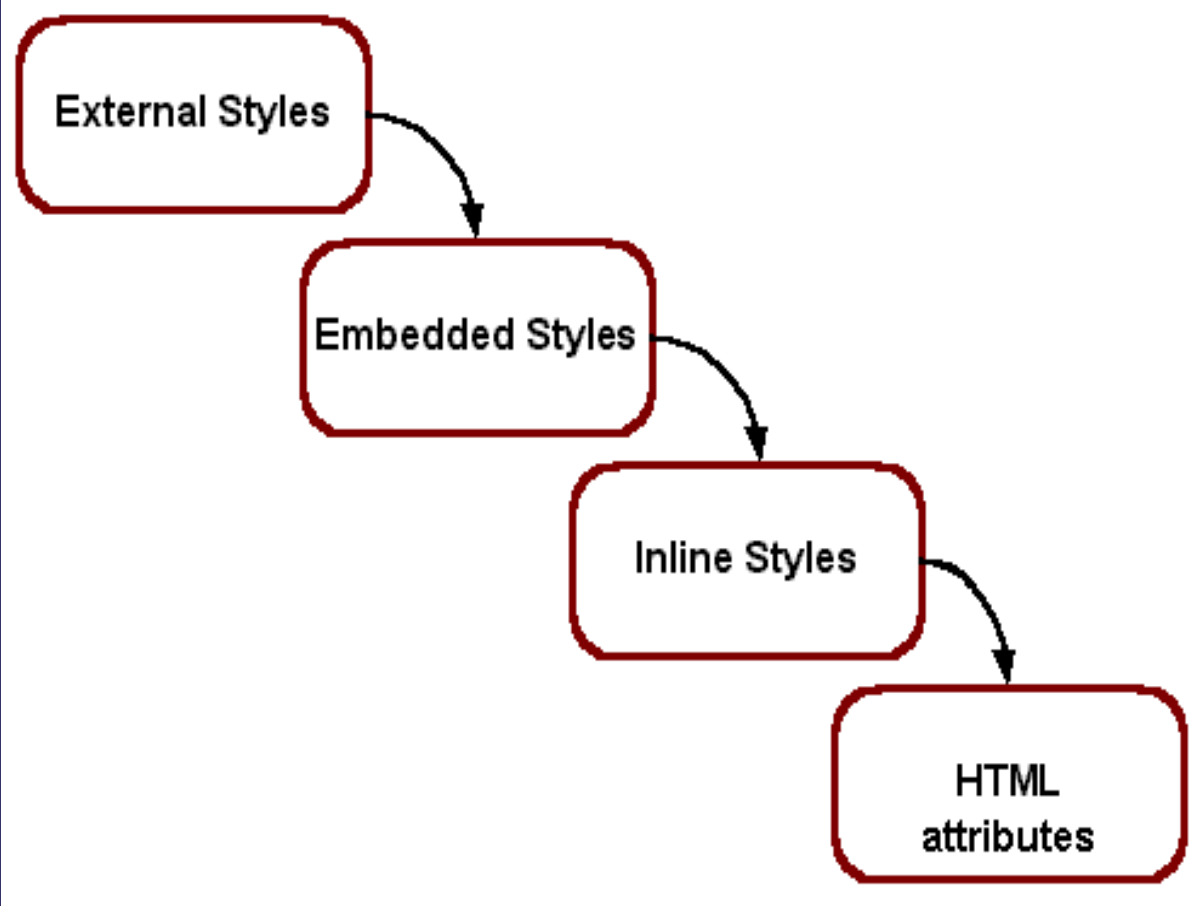 External Styles
Embedded Styles
Inline Styles
HTML
attributes